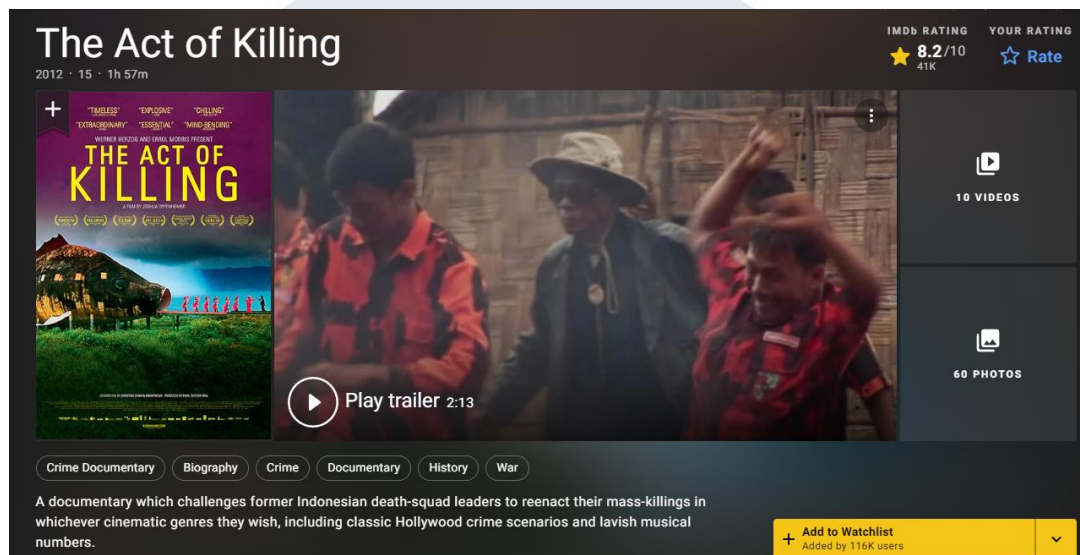 The Act of Killing
2012 · 15 · 1h 57m
IMDb RATING
8.2/10
41K
YOUR RATING
Rate
"TIMELESS" "EXPLOSIVE" "CHILLING"
"EXTRAORDINARY" "ESSENTIAL" "MIND-BENDING"
WERNER HERZOG AND ERROL MORRIS PRESENT
THE ACT OF
KILLING
A FILM BY JOSHUA OPPENHEIMER
Play trailer 2:13
10 VIDEOS
60 PHOTOS
Crime Documentary Biography Crime Documentary History War
A documentary which challenges former Indonesian death-squad leaders to reenact their mass-killings in
whichever cinematic genres they wish, including classic Hollywood crime scenarios and lavish musical
numbers.
+ Add to Watchlist
Added by 116K users